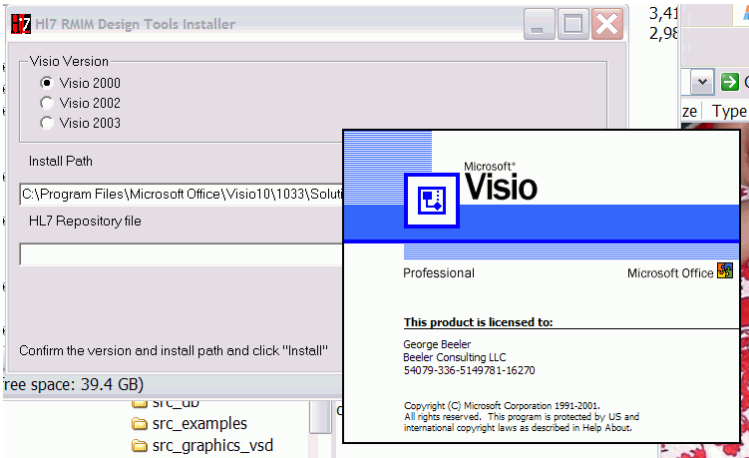 Hl7 RMIM Design Tools Installer
3,41
2,98
Visio Version
Visio 2000
Visio 2002
Visio 2003
ze Type
Install Path
C:\Program Files\Microsoft Office\Visio10\1033\Soluti
HL7 Repository file
Microsoft
Visio
Professional
Microsoft Office
This product is licensed to:
George Beeler
Beeler Consulting LLC
54079-336-5149781-16270
Copyright (C) Microsoft Corporation 1991-2001.
All rights reserved. This program is protected by US and
international copyright laws as described in Help About.
Confirm the version and install path and click "Install"
ree space: 39.4 GB)
src_db
src_examples
src_graphics_vsd